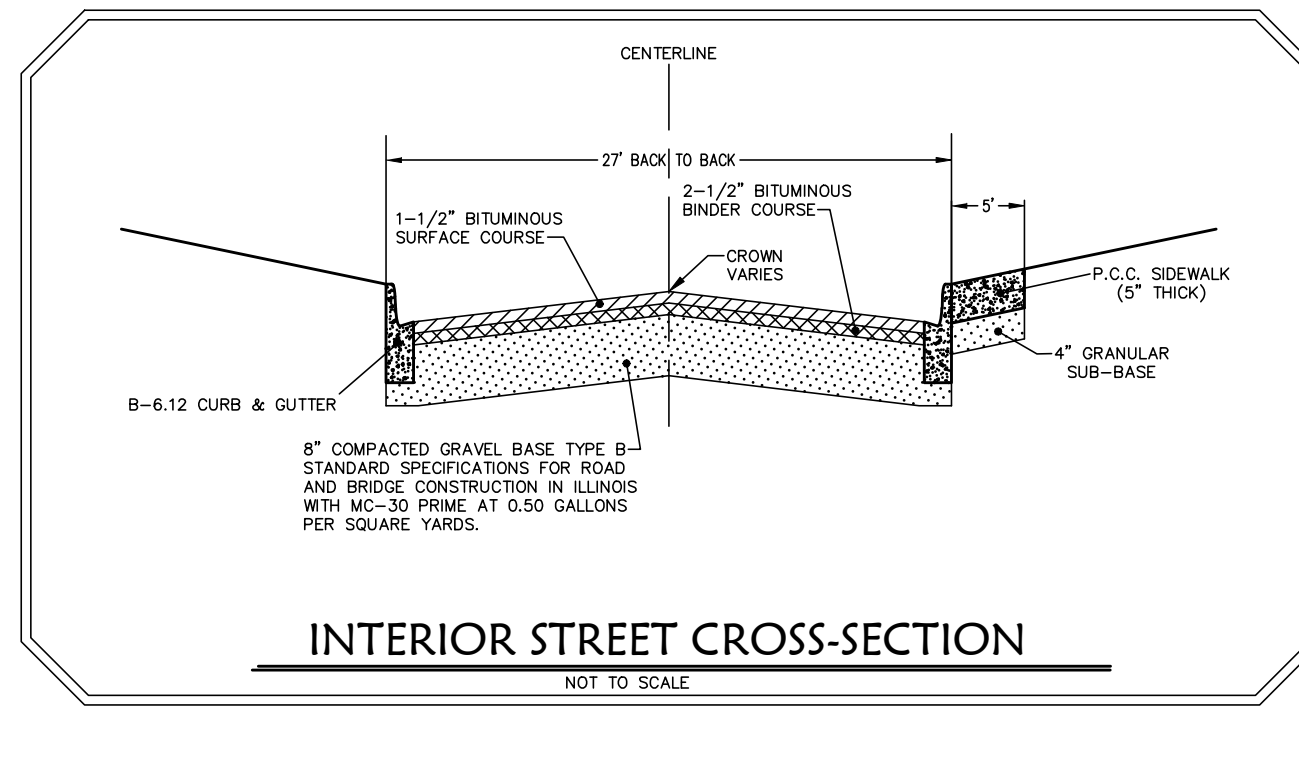 CENTERLINE
27' BACK TO BACK
2-1/2" BITUMINOUS
BINDER COURSE
1-1/2" BITUMINOUS
SURFACE COURSE
5'
CROWN
VARIES
P.C.C. SIDEWALK
(5" THICK)
4" GRANULAR
SUB-BASE
B-6.12 CURB & GUTTER
8" COMPACTED GRAVEL BASE TYPE B
STANDARD SPECIFICATIONS FOR ROAD
AND BRIDGE CONSTRUCTION IN ILLINOIS
WITH MC-30 PRIME AT 0.50 GALLONS
PER SQUARE YARDS.
INTERIOR STREET CROSS-SECTION
NOT TO SCALE